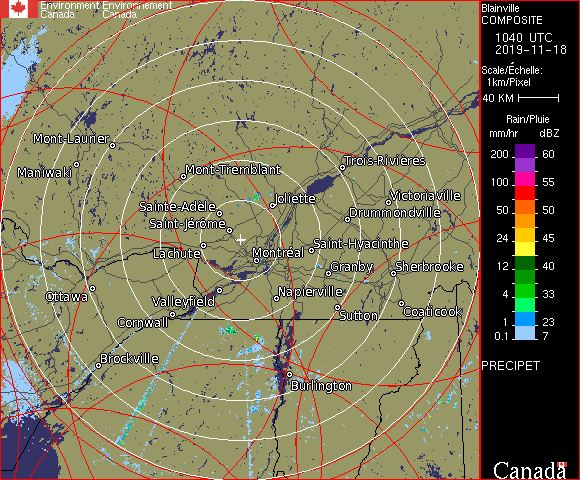 Environment Environnement
Canada Canada
Blainville
COMPOSITE
1040 UTC
2019-11-18
Scale/Échelle:
1km/Pixel
40 KM
Rain/Pluie
mm/hr dBZ
200 60
100 55
50 50
24 45
12 40
4 33
1 23
0.1 7
PRECIPET
Canada
Mont-Laurier
Maniwaki
Mont-Tremblant
Trois-Rivières
Sainte-Adèle
Joliette
Victoriaville
Drummondville
Saint-Jérôme
Lachute
Montréal
Saint-Hyacinthe
Granby
Sherbrooke
Ottawa
Valleyfield
Napierville
Cornwall
Sutton
Coaticook
Brockville
Burlington